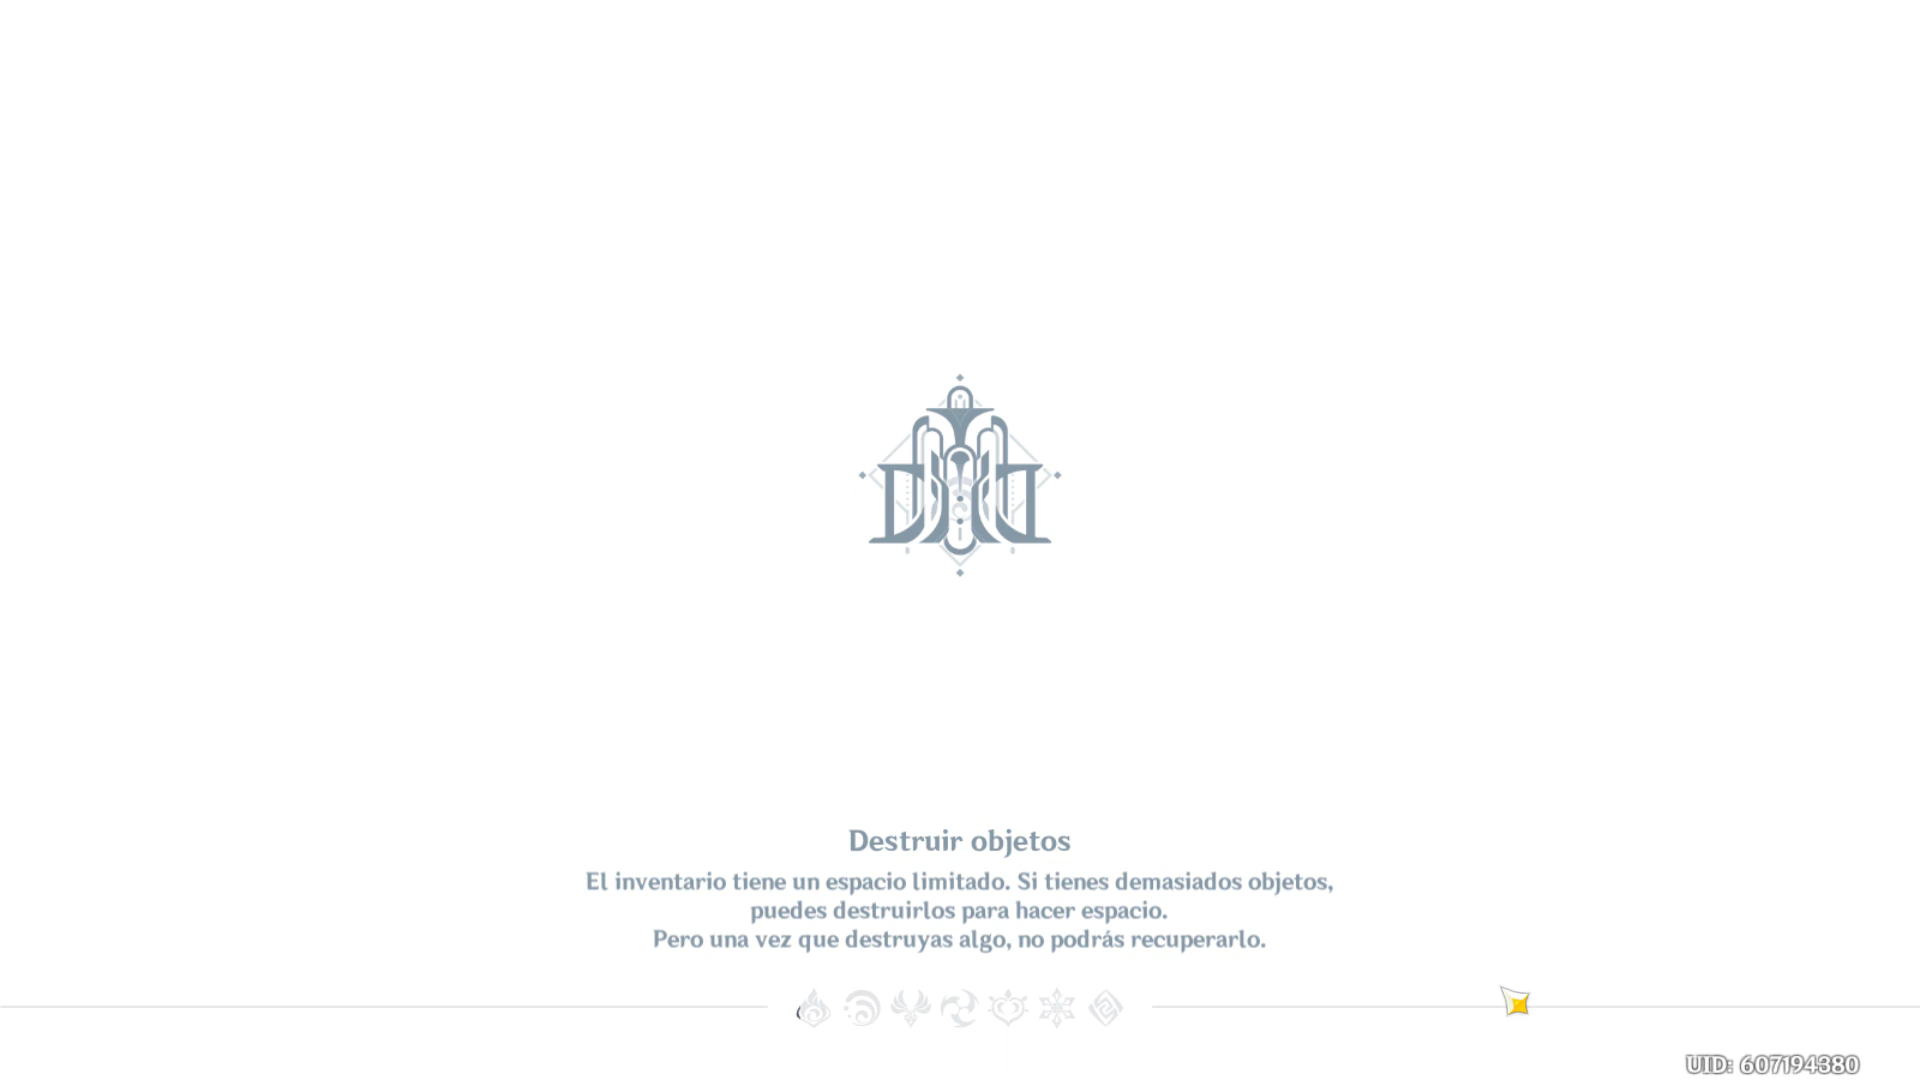 Destruir objetos
El inventario tiene un espacio limitado. Si tienes demasiados objetos,
puedes destruirlos para hacer espacio.
Pero una vez que destruyas algo, no podrás recuperarlo.
UID: 607194380